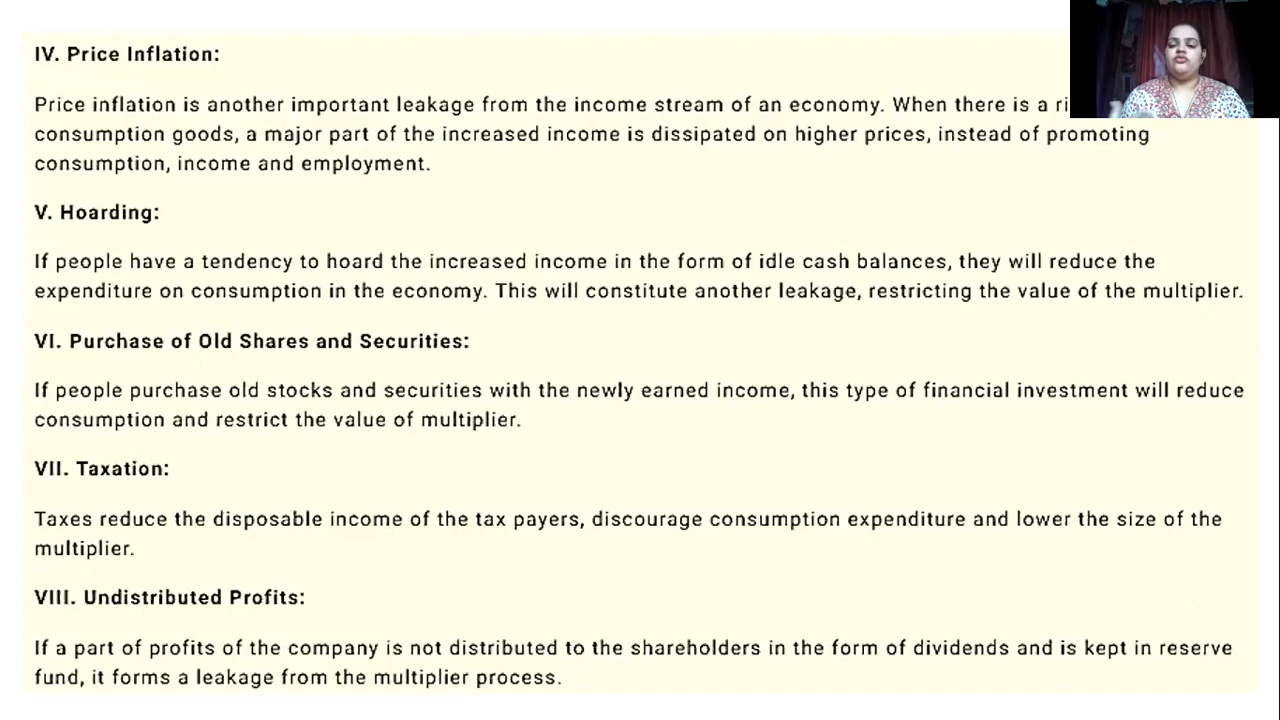 IV. Price Inflation:
Price inflation is another important leakage from the income stream of an economy. When there is a
consumption goods, a major part of the increased income is dissipated on higher prices, instead of promoting
consumption, income and employment.
V. Hoarding:
If people have a tendency to hoard the increased income in the form of idle cash balances, they will reduce the
expenditure on consumption in the economy. This will constitute another leakage, restricting the value of the multiplier.
VI. Purchase of Old Shares and Securities:
If people purchase old stocks and securities with the newly earned income, this type of financial investment will reduce
consumption and restrict the value of multiplier.
VII. Taxation:
Taxes reduce the disposable income of the tax payers, discourage consumption expenditure and lower the size of the
multiplier.
VIII. Undistributed Profits:
If a part of profits of the company is not distributed to the shareholders in the form of dividends and is kept in reserve
fund, it forms a leakage from the multiplier process.